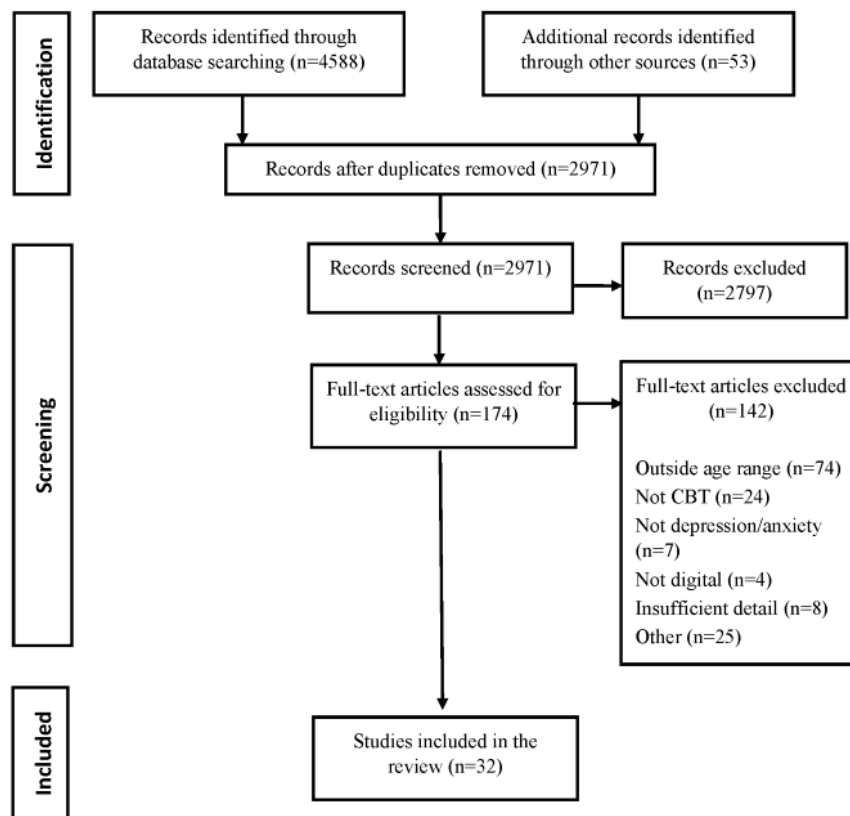 Identification
Records identified through
database searching (n=4588)
Additional records identified
through other sources (n=53)
Records after duplicates removed (n=2971)
Screening
Records screened (n=2971)
Records excluded
(n=2797)
Full-text articles assessed for
eligibility (n=174)
Full-text articles excluded
(n=142)
Outside age range (n=74)
Not CBT (n=24)
Not depression/anxiety
(n=7)
Not digital (n=4)
Insufficient detail (n=8)
Other (n=25)
Included
Studies included in the
review (n=32)